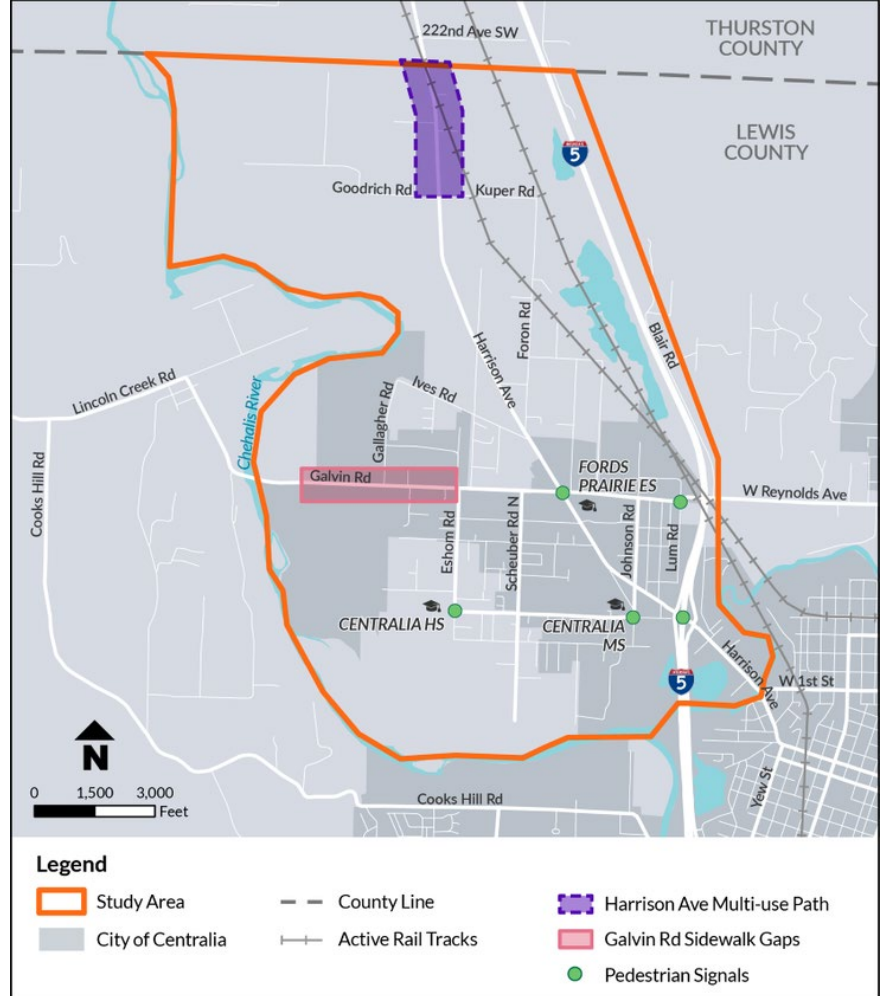 222nd Ave SW
THURSTON
COUNTY
LEWIS
COUNTY
5
Goodrich Rd
Kuper Rd
Foron Rd
Blair Rd
Harrison Ave
Lincoln Creek Rd
Chehalis River
Gallagher Rd
Ives Rd
Cooks Hill Rd
Galvin Rd
FORDS
PRAIRIE ES
W Reynolds Ave
Eshom Rd
Scheuber Rd N
Johnson Rd
Lum Rd
CENTRALIA HS
CENTRALIA
MS
Harrison Ave
5
W 1st St
N
0 1,500 3,000
Feet
Cooks Hill Rd
Yew St
Legend
Study Area
County Line
Harrison Ave Multi-use Path
City of Centralia
Active Rail Tracks
Galvin Rd Sidewalk Gaps
Pedestrian Signals